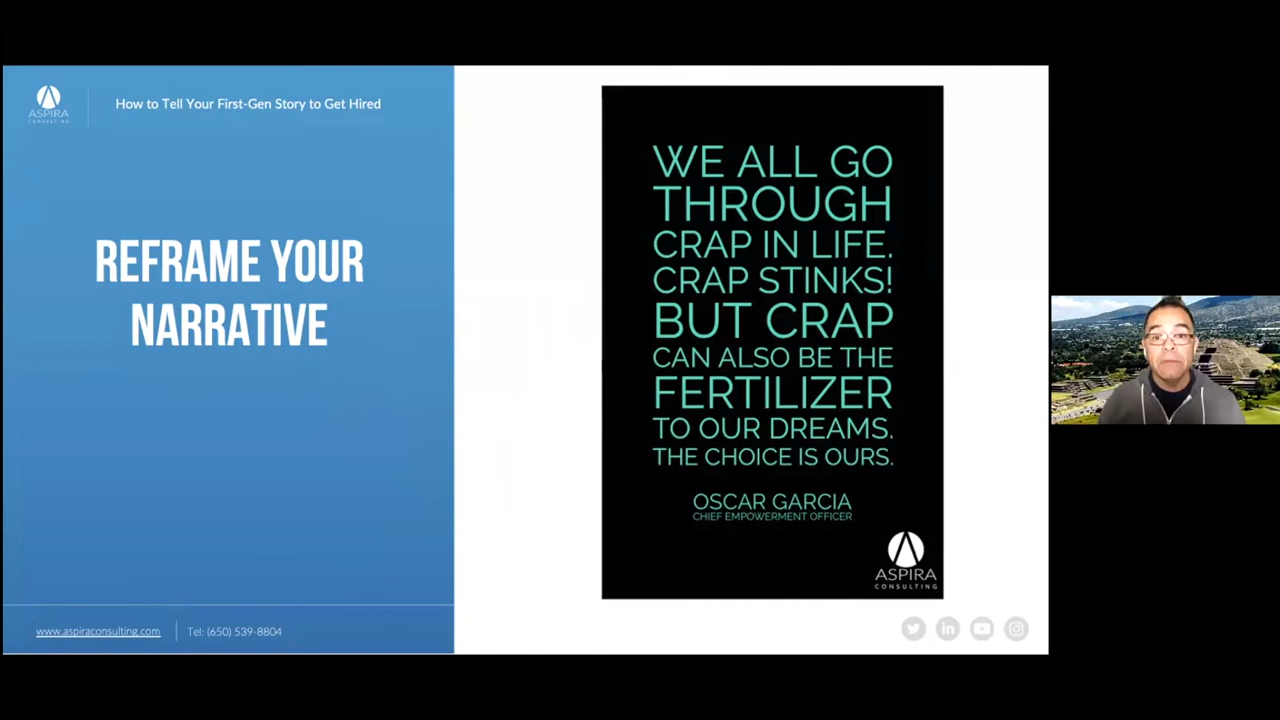 ASPIRA
CONSULTING
How to Tell Your First-Gen Story to Get Hired
REFRAME YOUR
NARRATIVE
www.aspiraconsulting.com
Tel: (650) 539-8804
WE ALL GO
THROUGH
CRAP IN LIFE.
CRAP STINKS!
BUT CRAP
CAN ALSO BE THE
FERTILIZER
TO OUR DREAMS.
THE CHOICE IS OURS.
OSCAR GARCIA
CHIEF EMPOWERMENT OFFICER
ASPIRA
CONSULTING